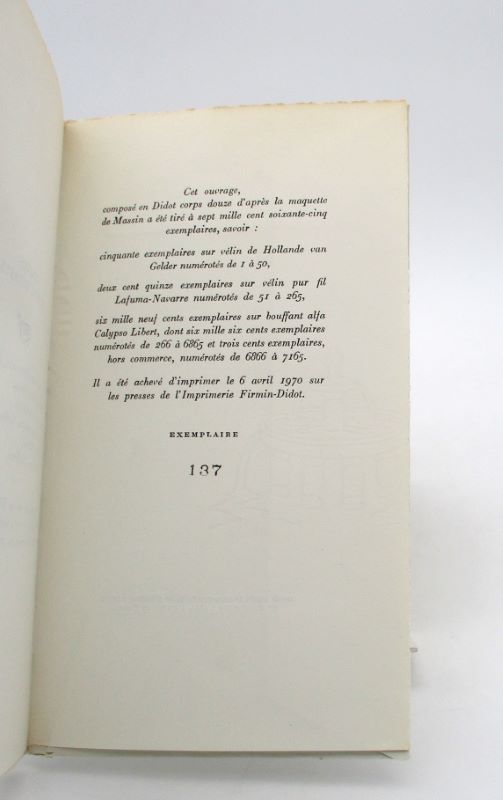 Cet ouvrage,
composé en Didot corps douze d'après la maquette
de Massin a été tiré à sept mille cent soixante-cinq
exemplaires, savoir :
cinquante exemplaires sur vélin de Hollande van
Gelder numérotés de 1 à 50,
deux cent quinze exemplaires sur vélin pur fil
Lafuma-Navarre numérotés de 51 à 265,
six mille neuf cents exemplaires sur bouffant alfa
Calypso Libert, dont six mille six cents exemplaires
numérotés de 266 à 6865 et trois cents exemplaires,
hors commerce, numérotés de 6866 à 7165.
Il a été achevé d'imprimer le 6 avril 1970 sur
les presses de l'Imprimerie Firmin-Didot.
EXEMPLAIRE
137